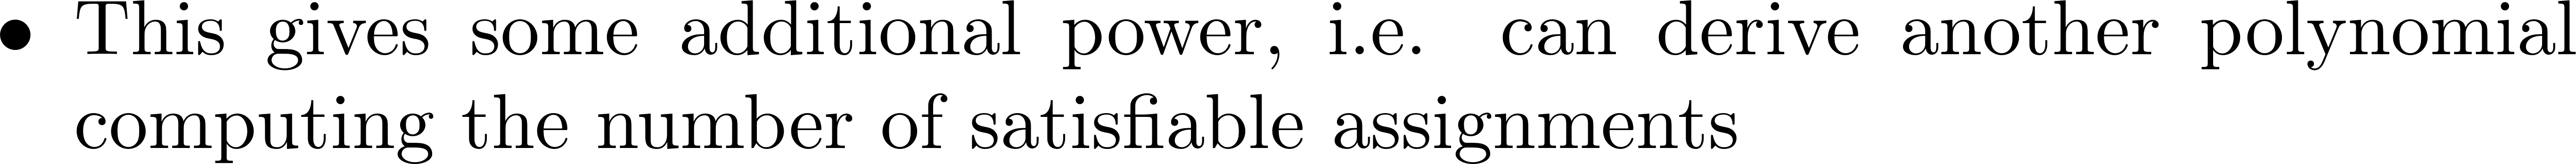 • This gives some additional power, i.e. can derive another polynomial
computing the number of satisfiable assignments